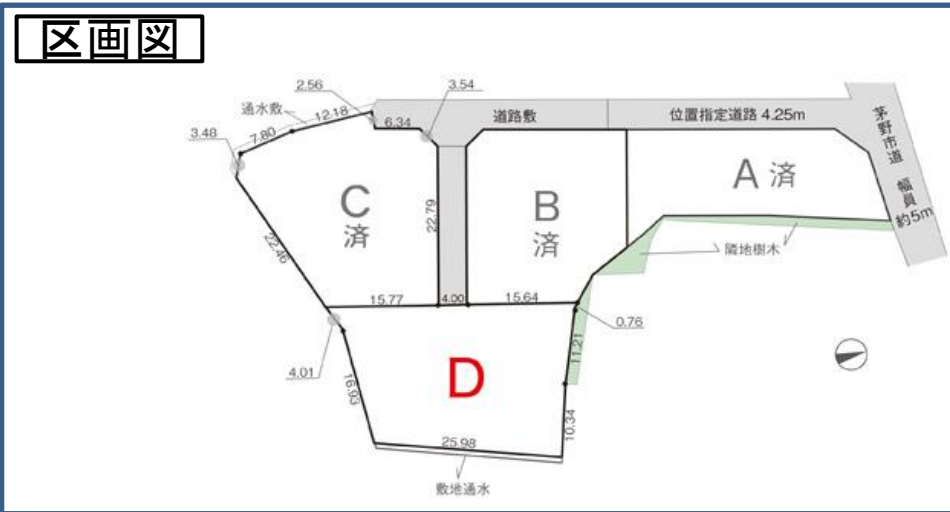 区画図
2.56
3.54
通水敷
12.18
道路敷
位置指定道路 4.25m
茅野市道 幅員約5m
3.48
7.80
6.34
A 済
C
済
B
済
22.79
22.46
隣地樹木
15.77
4.00
15.64
0.76
11.21
4.01
D
16.93
10.34
25.98
敷地通水